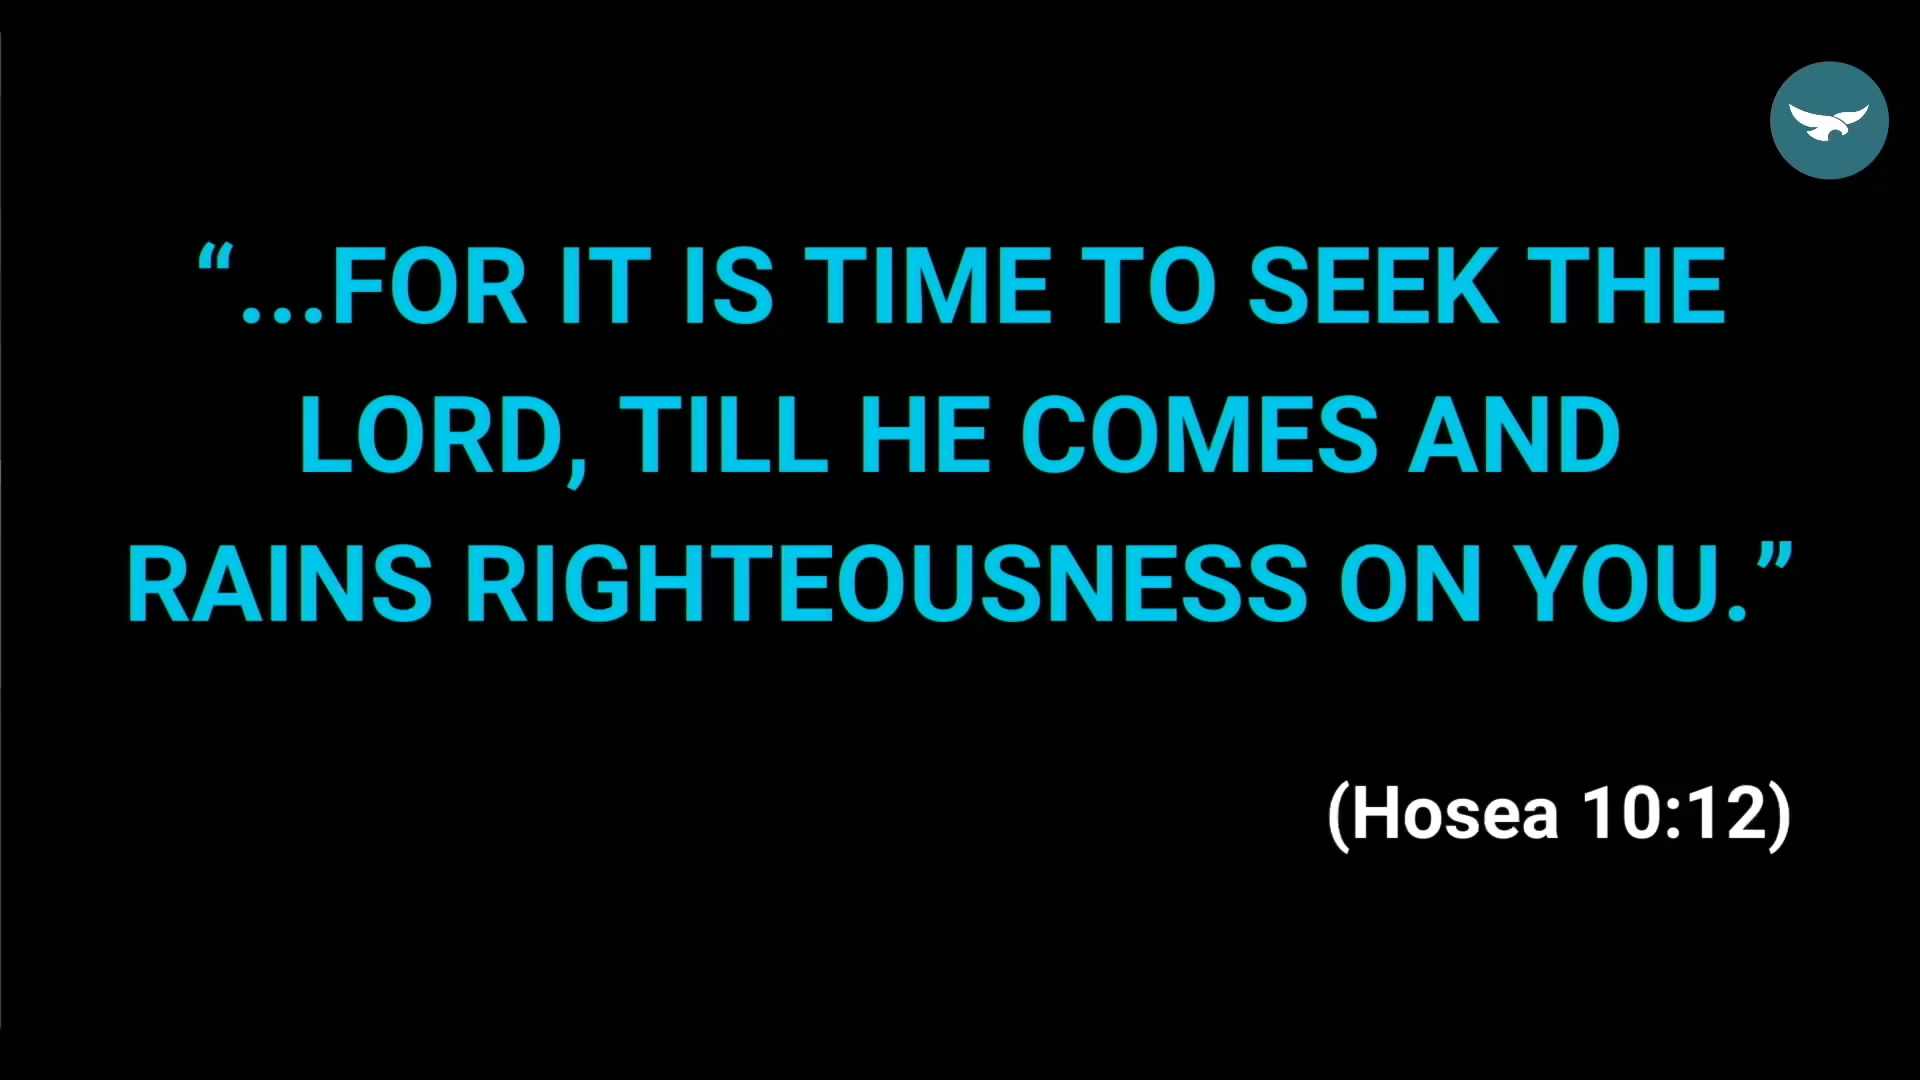 “...FOR IT IS TIME TO SEEK THE
LORD, TILL HE COMES AND
RAINS RIGHTEOUSNESS ON YOU.”
(Hosea 10:12)